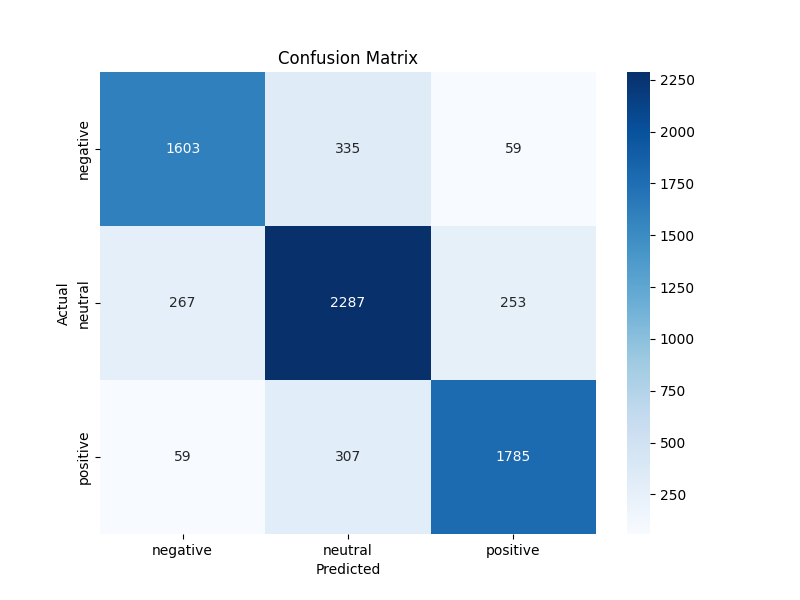 Confusion Matrix
negative
1603
335
59
Actual
neutral
267
2287
253
positive
59
307
1785
negative
neutral
positive
Predicted
2250
2000
1750
1500
1250
1000
750
500
250